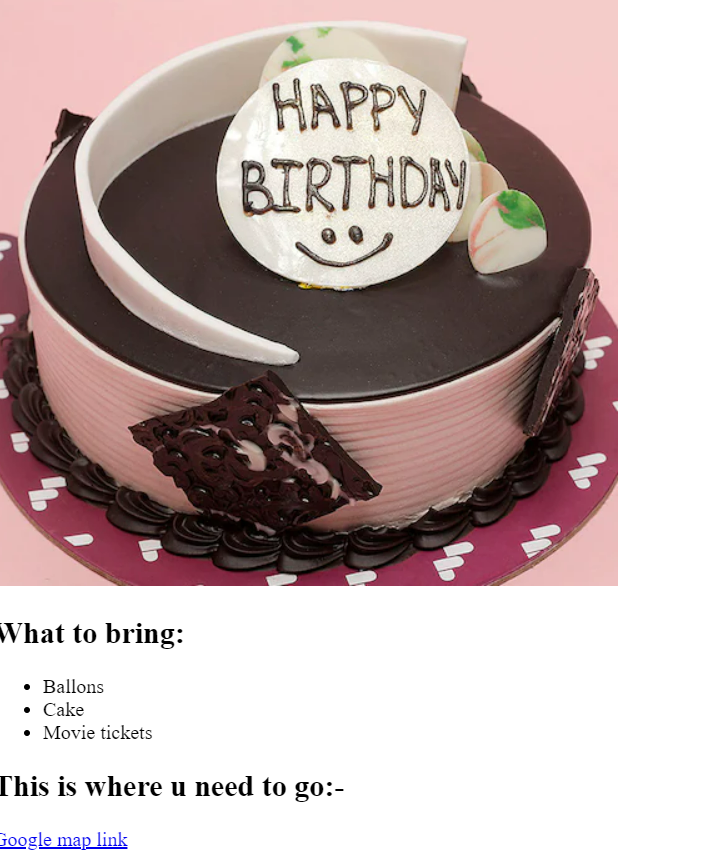 HAPPY
BIRTHDAY
What to bring:
Ballons
Cake
Movie tickets
This is where u need to go:-
Google map link